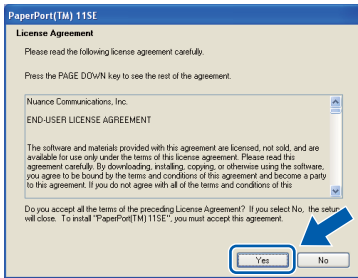 PaperPort(TM) 11SE
License Agreement
Please read the following license agreement carefully.
Press the PAGE DOWN key to see the rest of the agreement.
Nuance Communications, Inc.
END-USER LICENSE AGREEMENT
The software and materials provided with this agreement are licensed, not sold, and are
available for use only under the terms of this license agreement. Please read this
agreement carefully. By downloading, installing, copying, or otherwise using the software,
you agree to be bound by the terms and conditions of this agreement and become a party
to this agreement. If you do not agree with all of the terms and conditions of this
Do you accept all the terms of the preceding License Agreement? If you select No, the setup
will close. To install "PaperPort(TM) 11SE", you must accept this agreement.
Yes
No